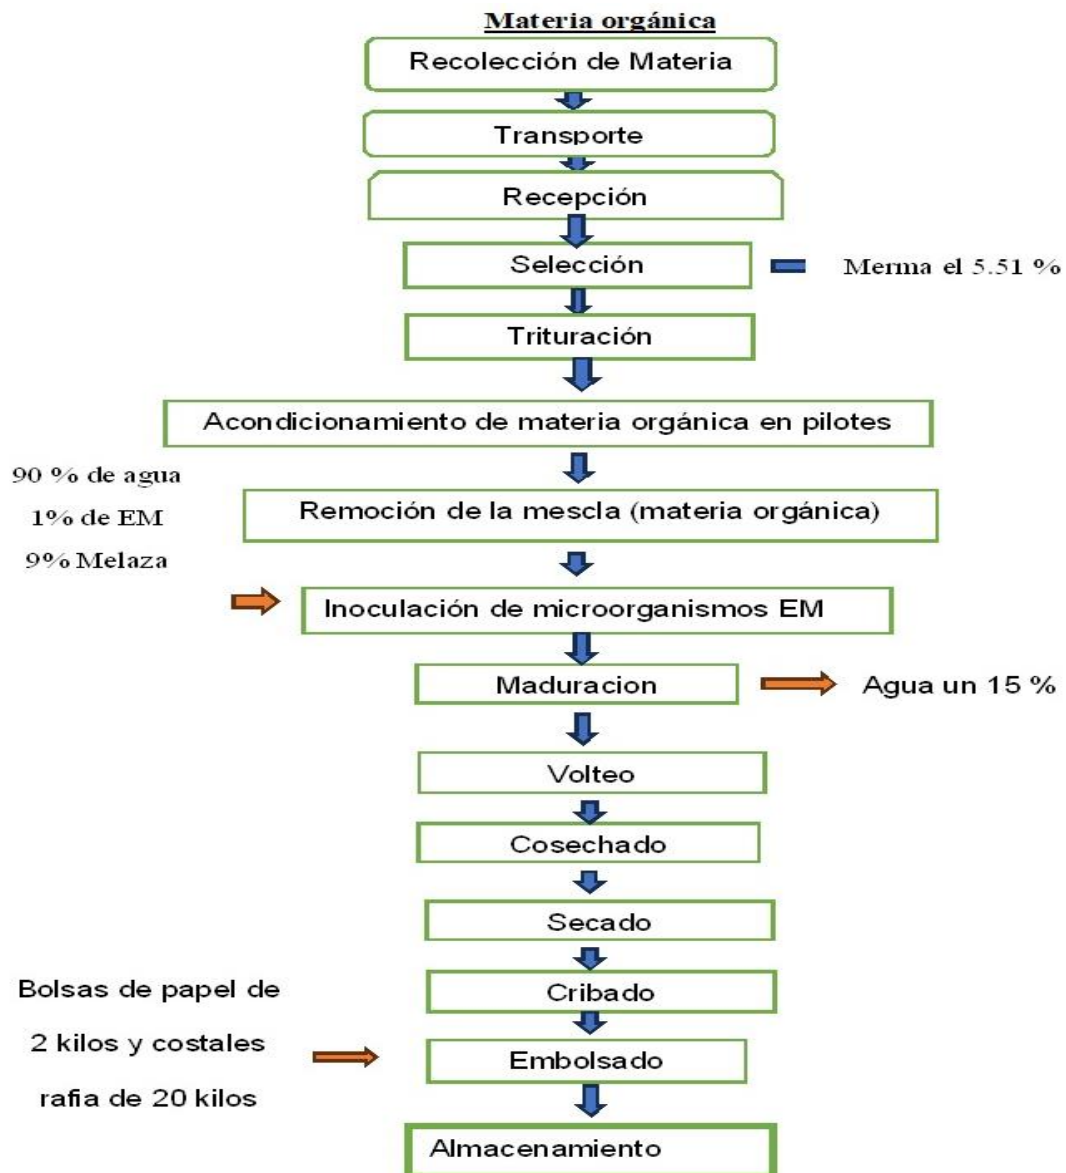 Materia orgánica
Recolección de Materia
Transporte
Recepción
Selección
Merma el 5.51 %
Trituración
Acondicionamiento de materia orgánica en pilotes
90 % de agua
1% de EM
9% Melaza
Remoción de la mescla (materia orgánica)
Inoculación de microorganismos EM
Maduracion
Agua un 15 %
Volteo
Cosechado
Secado
Cribado
Bolsas de papel de
2 kilos y costales
rafia de 20 kilos
Embolsado
Almacenamiento